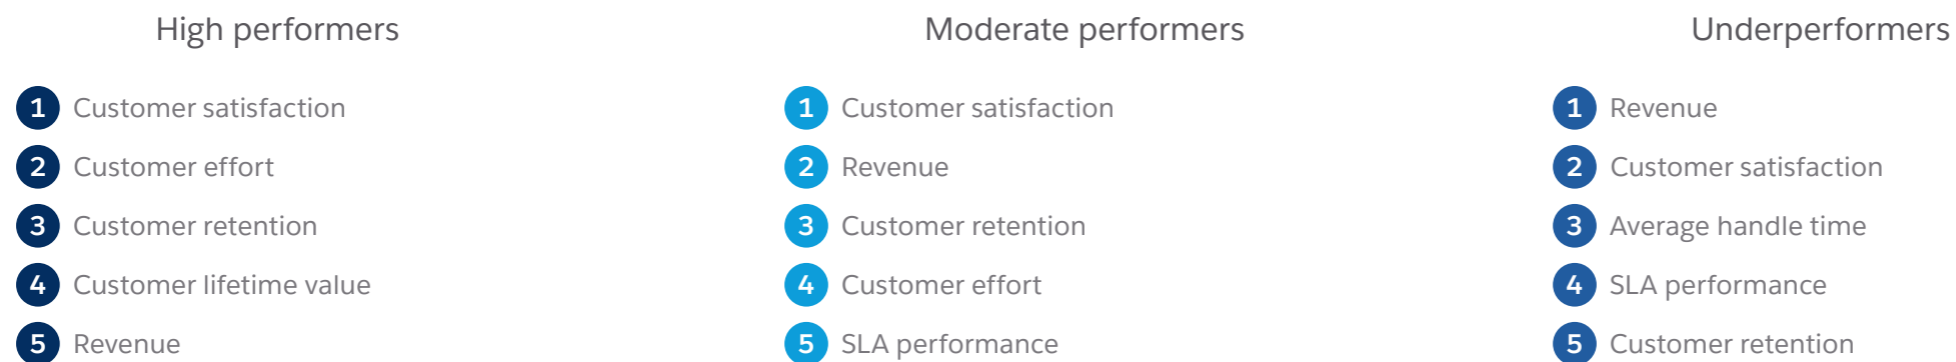 High performers
1 Customer satisfaction
2 Customer effort
3 Customer retention
4 Customer lifetime value
5 Revenue
Moderate performers
1 Customer satisfaction
2 Revenue
3 Customer retention
4 Customer effort
5 SLA performance
Underperformers
1 Revenue
2 Customer satisfaction
3 Average handle time
4 SLA performance
5 Customer retention